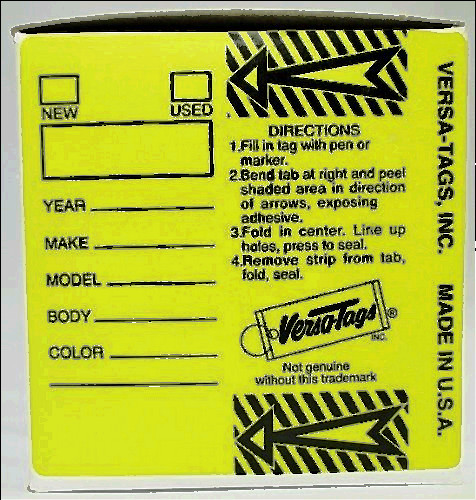 NEW USED
YEAR
MAKE
MODEL
BODY
COLOR
DIRECTIONS
1.Fill in tag with pen or
marker.
2.Bend tab at right and peel
shaded area in direction
of arrows, exposing
adhesive.
3.Fold in center. Line up
holes, press to seal.
4.Remove strip from tab,
fold, seal.
Versa-Tags ®
INC.
Not genuine
without this trademark
VERSA-TAGS, INC. MADE IN U.S.A.